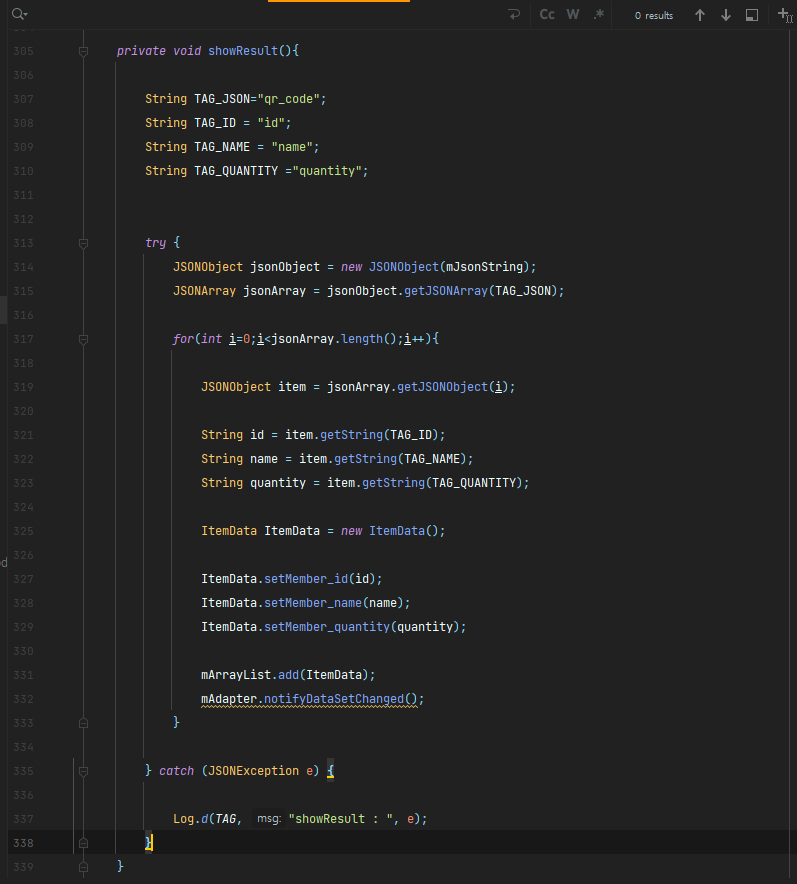 Cc W .* 0 results
305 private void showResult(){
306
307 String TAG_JSON="qr_code";
308 String TAG_ID = "id";
309 String TAG_NAME = "name";
310 String TAG_QUANTITY ="quantity";
311
312
313 try {
314 JSONObject jsonObject = new JSONObject(mJsonString);
315 JSONArray jsonArray = jsonObject.getJSONArray(TAG_JSON);
316
317 for(int i=0;i<jsonArray.length();i++){
318
319 JSONObject item = jsonArray.getJSONObject(i);
320
321 String id = item.getString(TAG_ID);
322 String name = item.getString(TAG_NAME);
323 String quantity = item.getString(TAG_QUANTITY);
324
325 ItemData ItemData = new ItemData();
326
327 ItemData.setMember_id(id);
328 ItemData.setMember_name(name);
329 ItemData.setMember_quantity(quantity);
330
331 mArrayList.add(ItemData);
332 mAdapter.notifyDataSetChanged();
333 }
334
335 } catch (JSONException e) {
336
337 Log.d(TAG, msg: "showResult : ", e);
338 }
339 }